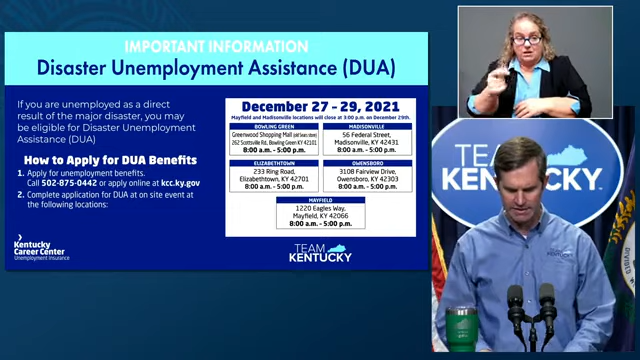 IMPORTANT INFORMATION
Disaster Unemployment Assistance (DUA)
If you are unemployed as a direct
result of the major disaster, you may
be eligible for Disaster Unemployment
Assistance (DUA)
How to Apply for DUA Benefits
1. Apply for unemployment benefits.
Call 502-875-0442 or apply online at kcc.ky.gov
2. Complete application for DUA at on site event at
the following locations:
Kentucky
Career Center
Unemployment Insurance
December 27 - 29, 2021
Mayfield and Madisonville locations will close at 3:00 p.m. on December 29th.
BOWLING GREEN
Greenwood Shopping Mall (old Sears store)
262 Scottsville Rd, Bowling Green KY 42101
8:00 a.m. - 5:00 p.m.
MADISONVILLE
56 Federal Street,
Madisonville, KY 42431
8:00 a.m. - 5:00 p.m.
ELIZABETHTOWN
233 Ring Road,
Elizabethtown, KY 42701
8:00 a.m. - 5:00 p.m.
OWENSBORO
3108 Fairview Drive,
Owensboro, KY 42303
8:00 a.m. - 5:00 p.m.
MAYFIELD
1220 Eagles Way,
Mayfield, KY 42066
8:00 a.m. - 5:00 p.m.
TEAM
KENTUCKY
TEAM
KENTUCKY